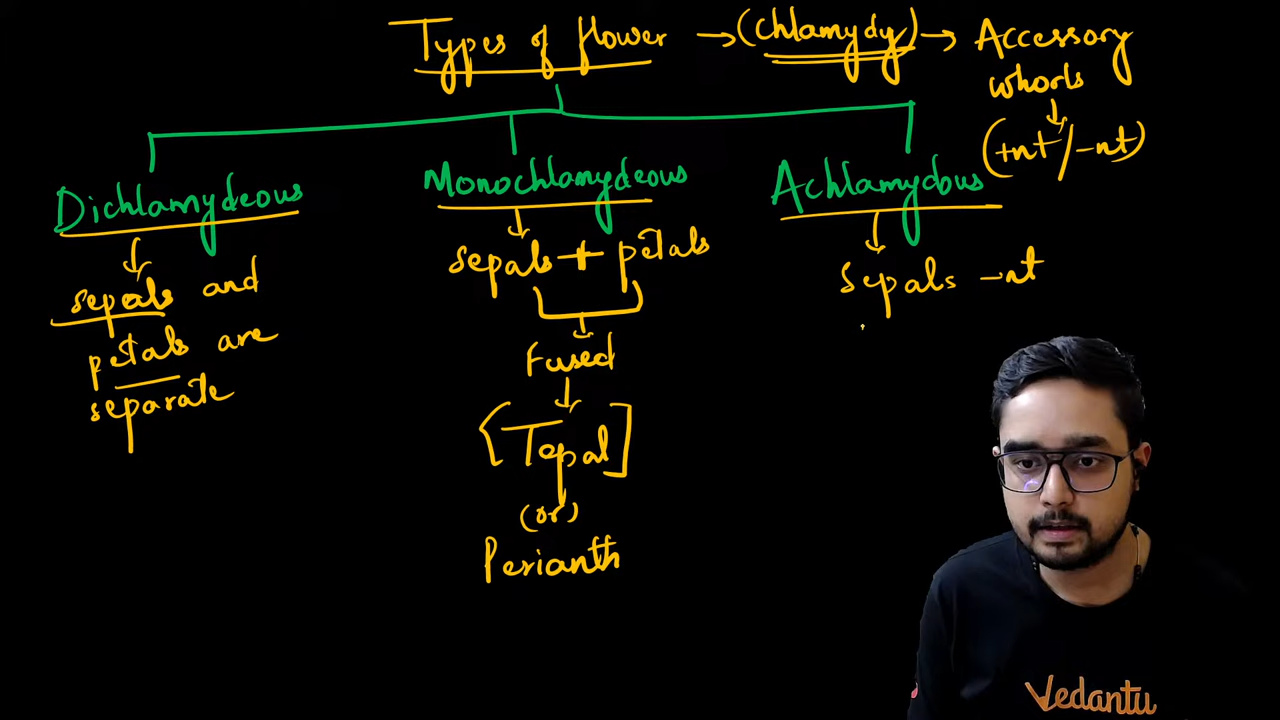 Types of flower → (Chlamydy) → Accessory
whorls
(+nt/-nt)
Dichlamydeous
sepals and
petals are
separate
Monochlamydeous
sepals + petals
Fused
[Tepal]
(or)
Perianth
Achlamydous
Sepals -nt
Vedantu